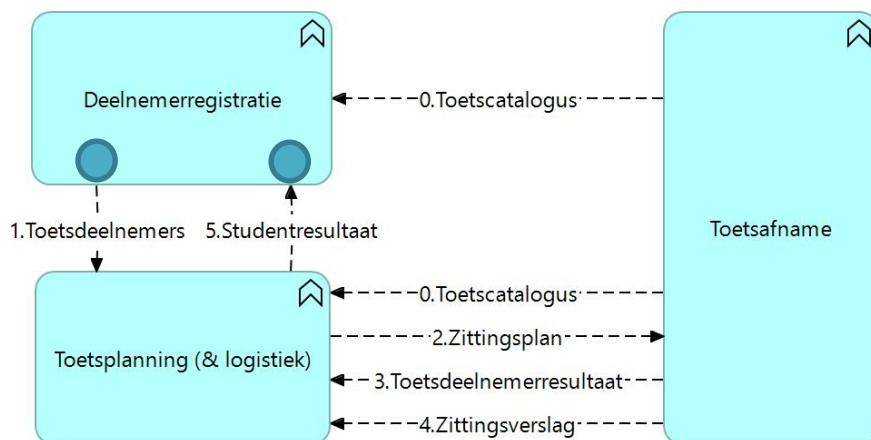 Deelnemerregistratie
0.Toetscatalogus
Toetsafname
1.Toetsdeelnemers
5.Studentresultaat
0.Toetscatalogus
2.Zittingsplan
Toetsplanning (& logistiek)
3.Toetsdeelnemerresultaat
4.Zittingsverslag